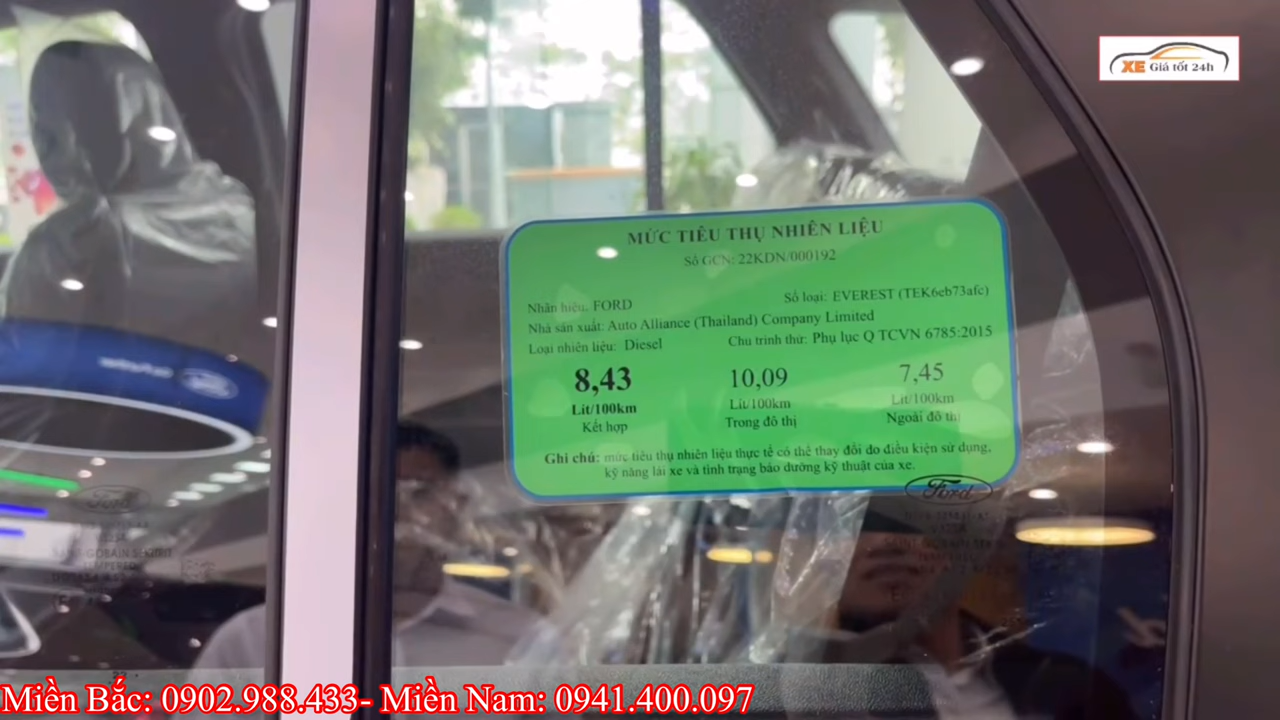 XE Giá tốt 24h
MỨC TIÊU THỤ NHIÊN LIỆU
Số GCN: 22KDN/000192
Nhãn hiệu: FORD Số loại: EVEREST (TEK6eb73afc)
Nhà sản xuất: Auto Alliance (Thailand) Company Limited
Loại nhiên liệu: Diesel Chu trình thử: Phụ lục Q TCVN 6785:2015
8,43 10,09 7,45
Lít/100km Lít/100km Lít/100km
Kết hợp Trong đô thị Ngoài đô thị
Ghi chú: mức tiêu thụ nhiên liệu thực tế có thể thay đổi do điều kiện sử dụng,
kỹ năng lái xe và tình trạng bảo dưỡng kỹ thuật của xe.
Ford
Ford
SAINT-GOBAIN SEKURIT
TEMPERED
Miền Bắc: 0902.988.433- Miền Nam: 0941.400.097